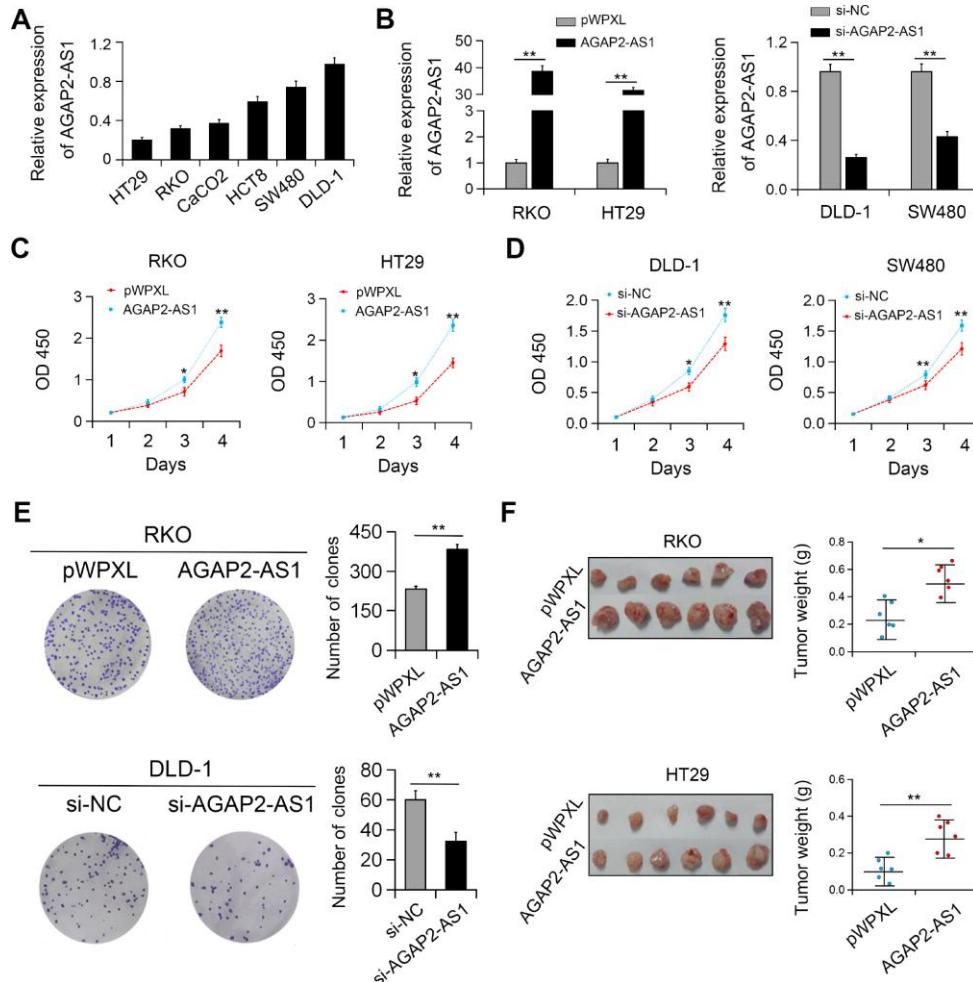 A
Relative expression
of AGAP2-AS1
1.2
0.8
0.4
0
HT29
RKO
CaCO2
HCT8
SW480
DLD-1
B
pWPXL
AGAP2-AS1
Relative expression
of AGAP2-AS1
50
40
30
20
10
2
1
0
**
**
RKO
HT29
si-NC
si-AGAP2-AS1
Relative expression
of AGAP2-AS1
1.2
0.8
0.4
0.0
**
**
DLD-1
SW480
C
RKO
pWPXL
AGAP2-AS1
OD 450
3
2
1
0
*
**
1 2 3 4
Days
HT29
pWPXL
AGAP2-AS1
OD 450
3
2
1
0
*
**
1 2 3 4
Days
D
DLD-1
si-NC
si-AGAP2-AS1
OD 450
2.0
1.5
1.0
0.5
0.0
*
**
1 2 3 4
Days
SW480
si-NC
si-AGAP2-AS1
OD 450
2.0
1.5
1.0
0.5
0.0
**
**
1 2 3 4
Days
E
RKO
pWPXL AGAP2-AS1
Number of clones
450
300
150
0
**
pWPXL
AGAP2-AS1
DLD-1
si-NC si-AGAP2-AS1
Number of clones
80
60
40
20
0
**
si-NC
si-AGAP2-AS1
F
RKO
pWPXL
AGAP2-AS1
Tumor weight (g)
0.8
0.6
0.4
0.2
0.0
*
pWPXL
AGAP2-AS1
HT29
pWPXL
AGAP2-AS1
Tumor weight (g)
0.6
0.4
0.2
0.0
**
pWPXL
AGAP2-AS1